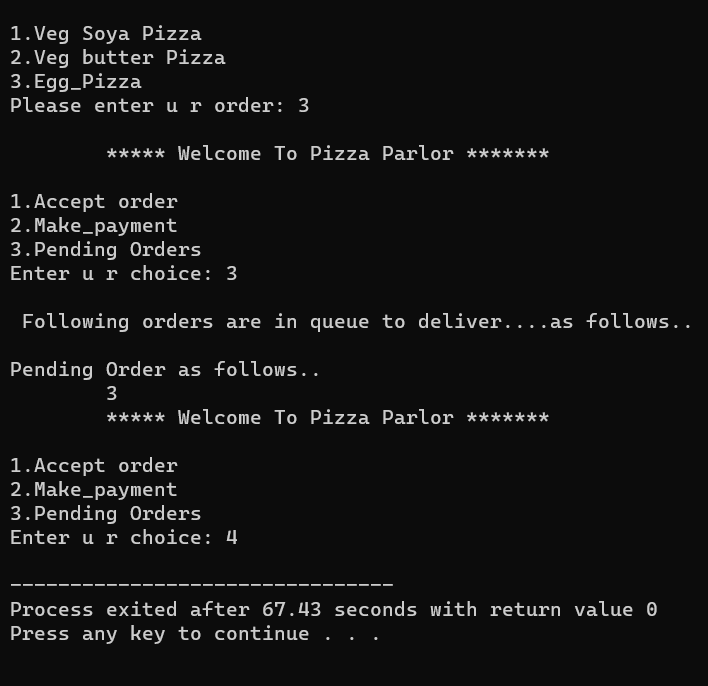 1.Veg Soya Pizza
2.Veg butter Pizza
3.Egg_Pizza
Please enter u r order: 3
***** Welcome To Pizza Parlor *******
1.Accept order
2.Make_payment
3.Pending Orders
Enter u r choice: 3
Following orders are in queue to deliver....as follows..
Pending Order as follows..
3
***** Welcome To Pizza Parlor *******
1.Accept order
2.Make_payment
3.Pending Orders
Enter u r choice: 4
--------------------------------
Process exited after 67.43 seconds with return value 0
Press any key to continue . . .